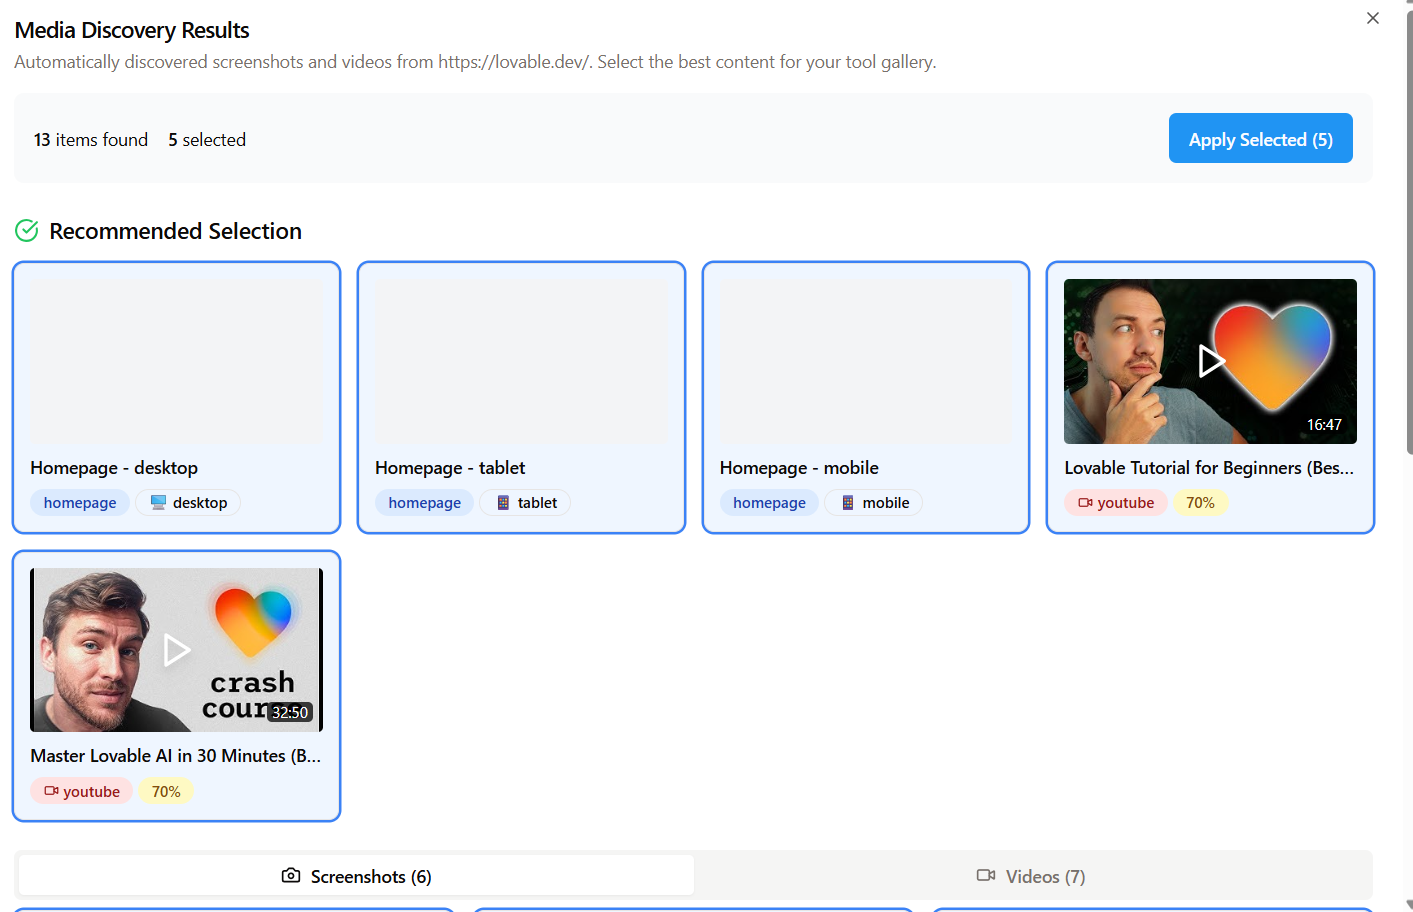 Media Discovery Results
Automatically discovered screenshots and videos from https://lovable.dev/. Select the best content for your tool gallery.
13 items found 5 selected
Apply Selected (5)
Recommended Selection
Homepage - desktop
homepage desktop
Homepage - tablet
homepage tablet
Homepage - mobile
homepage mobile
16:47
Lovable Tutorial for Beginners (Bes...
youtube 70%
crash
cour
32:50
Master Lovable AI in 30 Minutes (B...
youtube 70%
Screenshots (6)
Videos (7)